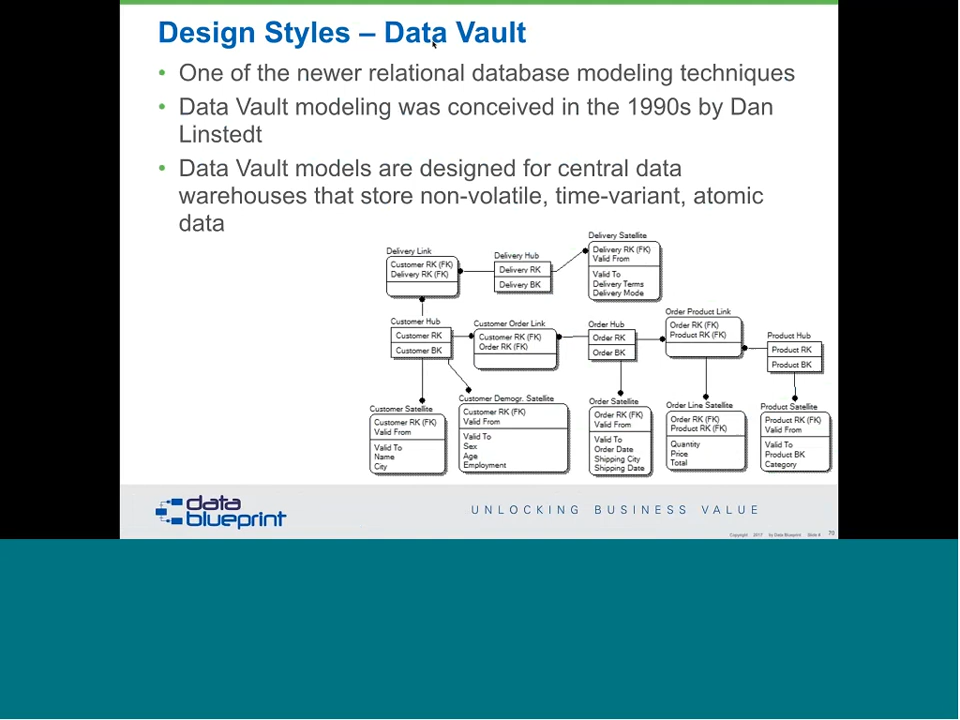 Design Styles – Data Vault
• One of the newer relational database modeling techniques
• Data Vault modeling was conceived in the 1990s by Dan
Linstedt
• Data Vault models are designed for central data
warehouses that store non-volatile, time-variant, atomic
data
Delivery Link
Customer RK (FK)
Delivery RK (FK)
Delivery Hub
Delivery RK
Delivery BK
Delivery Satellite
Delivery RK (FK)
Valid From
Valid To
Delivery Terms
Delivery Mode
Customer Hub
Customer RK
Customer BK
Customer Order Link
Customer RK (FK)
Order RK (FK)
Order Hub
Order RK
Order BK
Order Product Link
Order RK (FK)
Product RK (FK)
Product Hub
Product RK
Product BK
Customer Satellite
Customer RK (FK)
Valid From
Valid To
Name
City
Customer Demogr. Satellite
Customer RK (FK)
Valid From
Valid To
Sex
Age
Employment
Order Satellite
Order RK (FK)
Valid From
Valid To
Order Date
Shipping City
Shipping Date
Order Line Satellite
Order RK (FK)
Product RK (FK)
Quantity
Price
Total
Product Satellite
Product RK (FK)
Valid From
Valid To
Product BK
Category
data
blueprint
UNLOCKING BUSINESS VALUE
Copyright 2017 by Data Blueprint Slide #
70